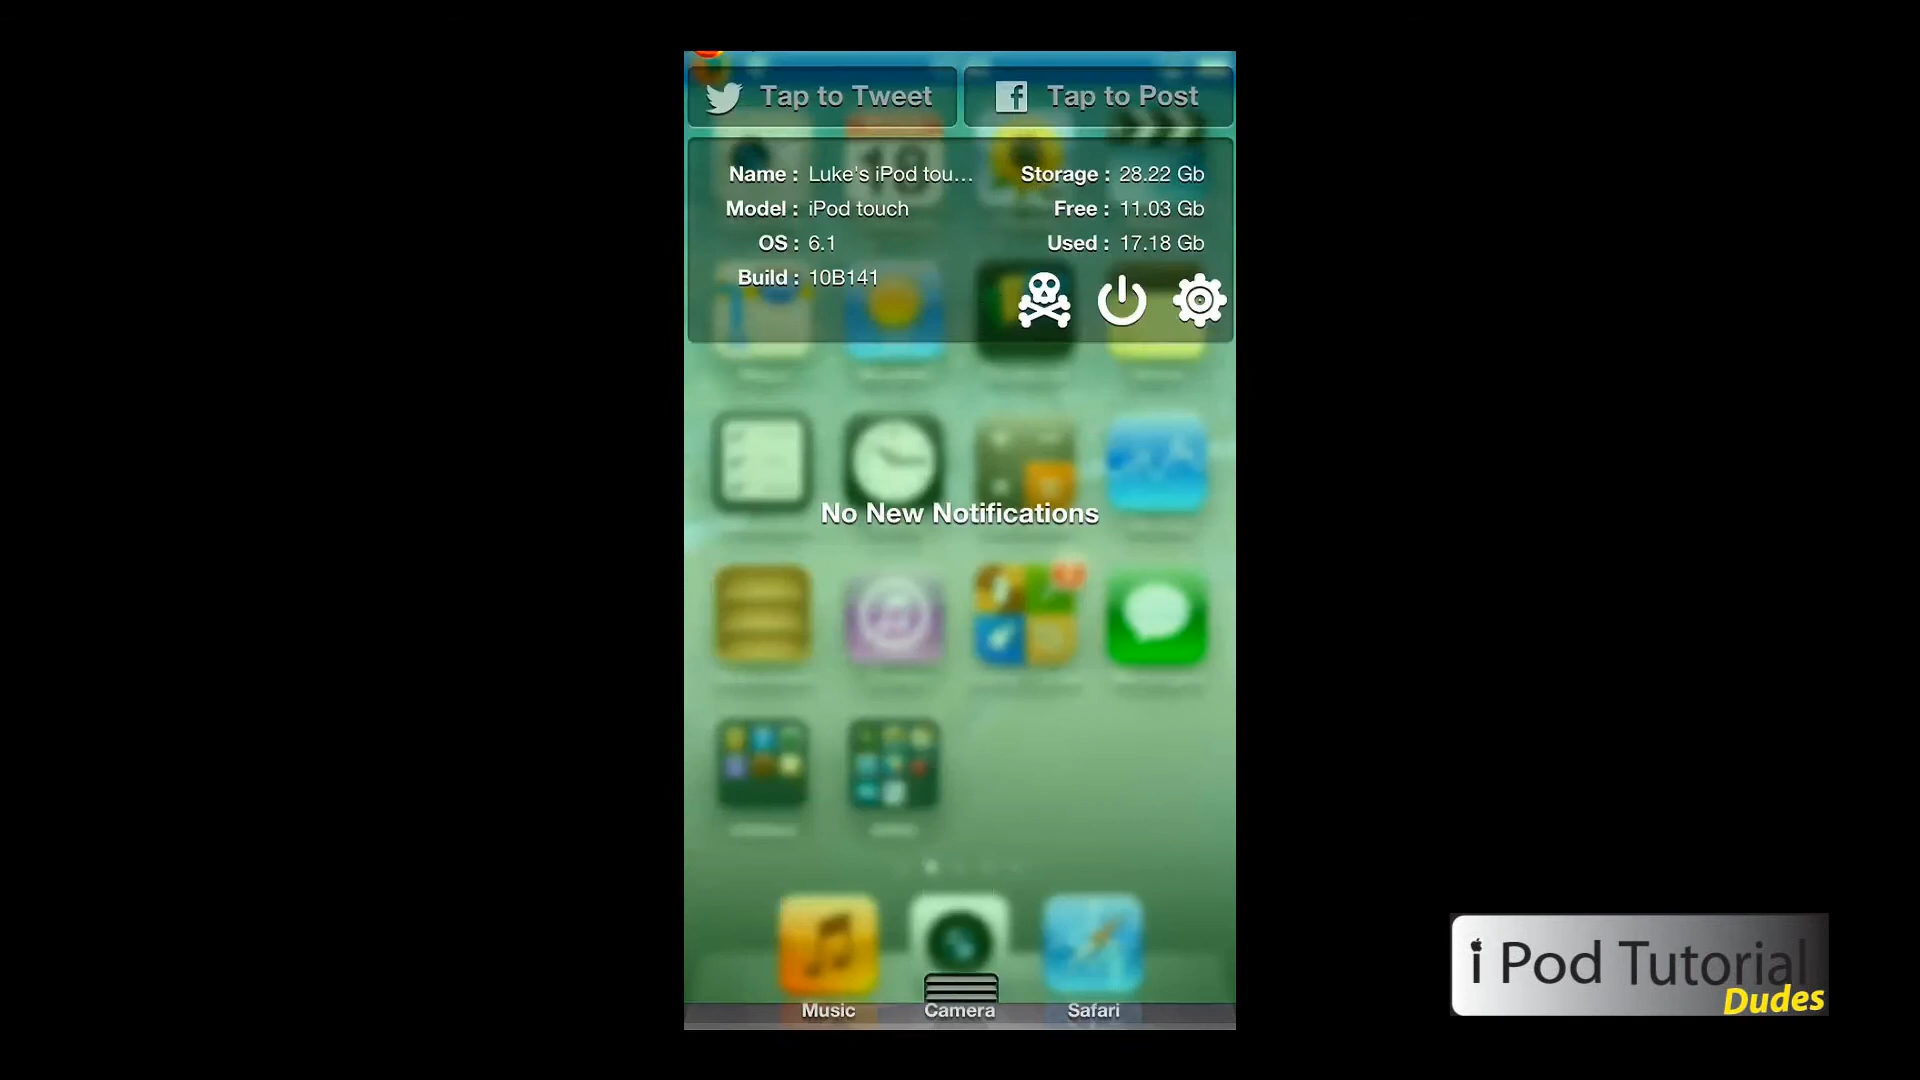 Tap to Tweet
Tap to Post
Name : Luke's iPod tou...
Model : iPod touch
OS : 6.1
Build : 10B141
Storage : 28.22 Gb
Free : 11.03 Gb
Used : 17.18 Gb
No New Notifications
Music
Camera
Safari
i Pod Tutorial
Dudes